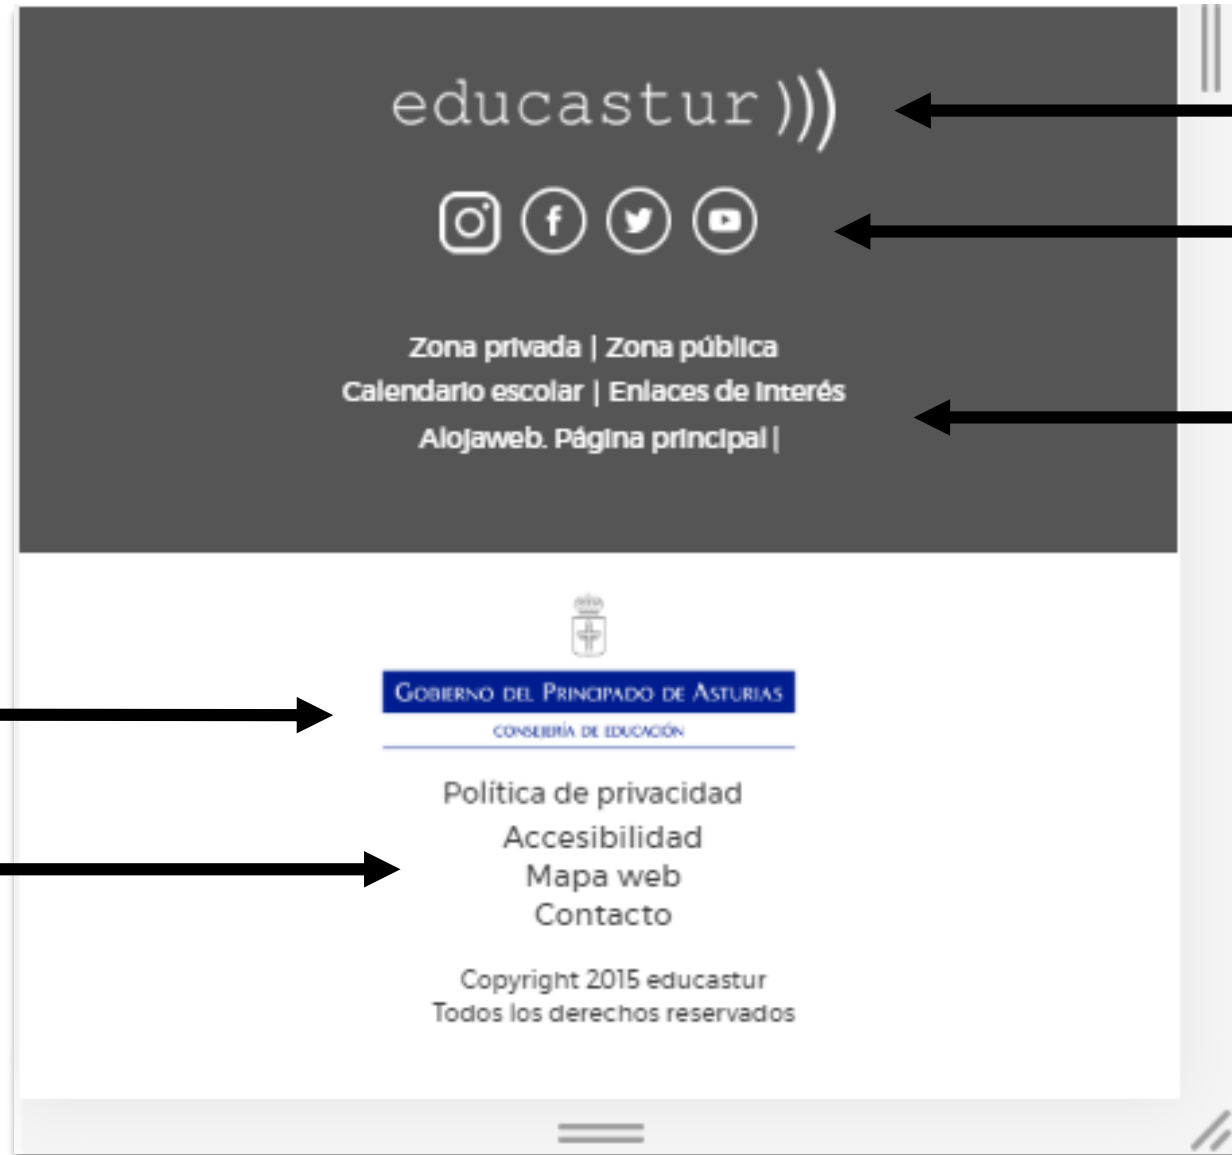 educastur )))
Zona privada | Zona pública
Calendario escolar | Enlaces de interés
Alojaweb. Página principal |
GOBIERNO DEL PRINCIPADO DE ASTURIAS
CONSEJERÍA DE EDUCACIÓN
Política de privacidad
Accesibilidad
Mapa web
Contacto
Copyright 2015 educastur
Todos los derechos reservados